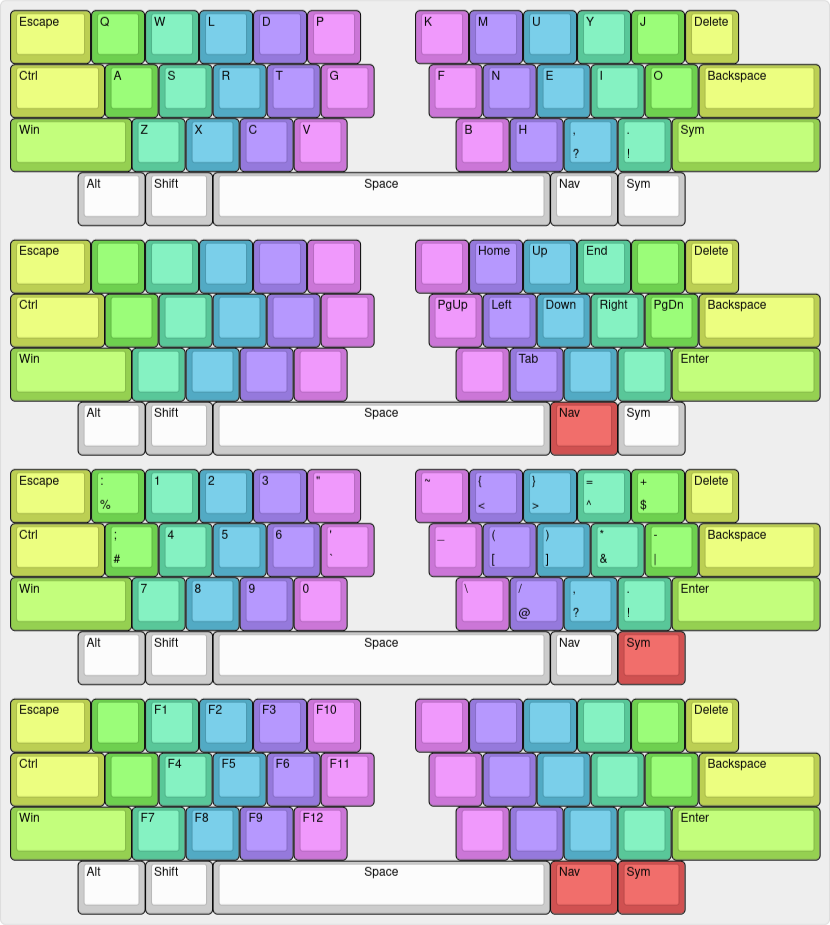 Escape Q W L D P K M U Y J Delete
Ctrl A S R T G F N E I O Backspace
Win Z X C V B H , . Sym
? !
Alt Shift Space Nav Sym
Escape Home Up End Delete
Ctrl PgUp Left Down Right PgDn Backspace
Win Tab Enter
Alt Shift Space Nav Sym
Escape : 1 2 3 " ~ { } = + Delete
% < > ^ $
Ctrl ; 4 5 6 ' _ ( ) * - Backspace
# ` [ ] & |
Win 7 8 9 0 \ / , . Enter
@ ? !
Alt Shift Space Nav Sym
Escape F1 F2 F3 F10 Delete
Ctrl F4 F5 F6 F11 Backspace
Win F7 F8 F9 F12 Enter
Alt Shift Space Nav Sym